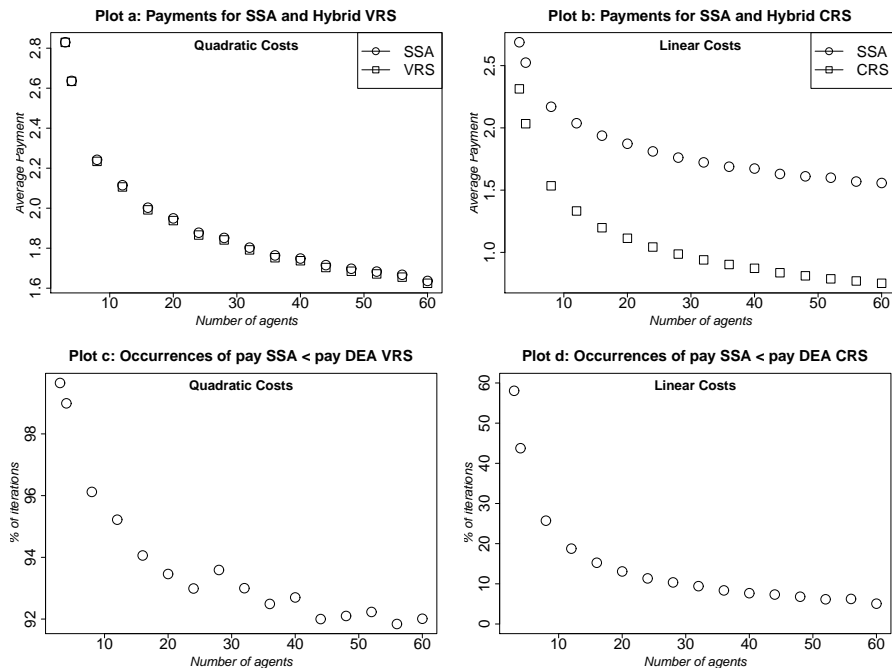 Plot a: Payments for SSA and Hybrid VRS
Quadratic Costs
SSA
VRS
Average Payment
1.6 1.8 2.0 2.2 2.4 2.6 2.8
10 20 30 40 50 60
Number of agents
Plot b: Payments for SSA and Hybrid CRS
Linear Costs
SSA
CRS
Average Payment
1.0 1.5 2.0 2.5
10 20 30 40 50 60
Number of agents
Plot c: Occurrences of pay SSA < pay DEA VRS
Quadratic Costs
% of iterations
92 94 96 98
10 20 30 40 50 60
Number of agents
Plot d: Occurrences of pay SSA < pay DEA CRS
Linear Costs
% of iterations
0 10 20 30 40 50 60
10 20 30 40 50 60
Number of agents